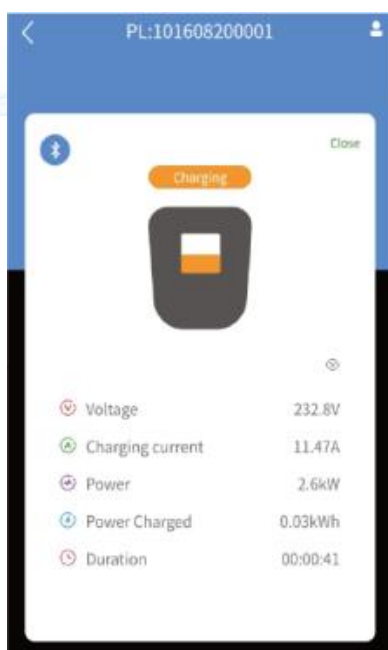 PL:101608200001
Close
Charging
Voltage 232.8V
Charging current 11.47A
Power 2.6kW
Power Charged 0.03kWh
Duration 00:00:41